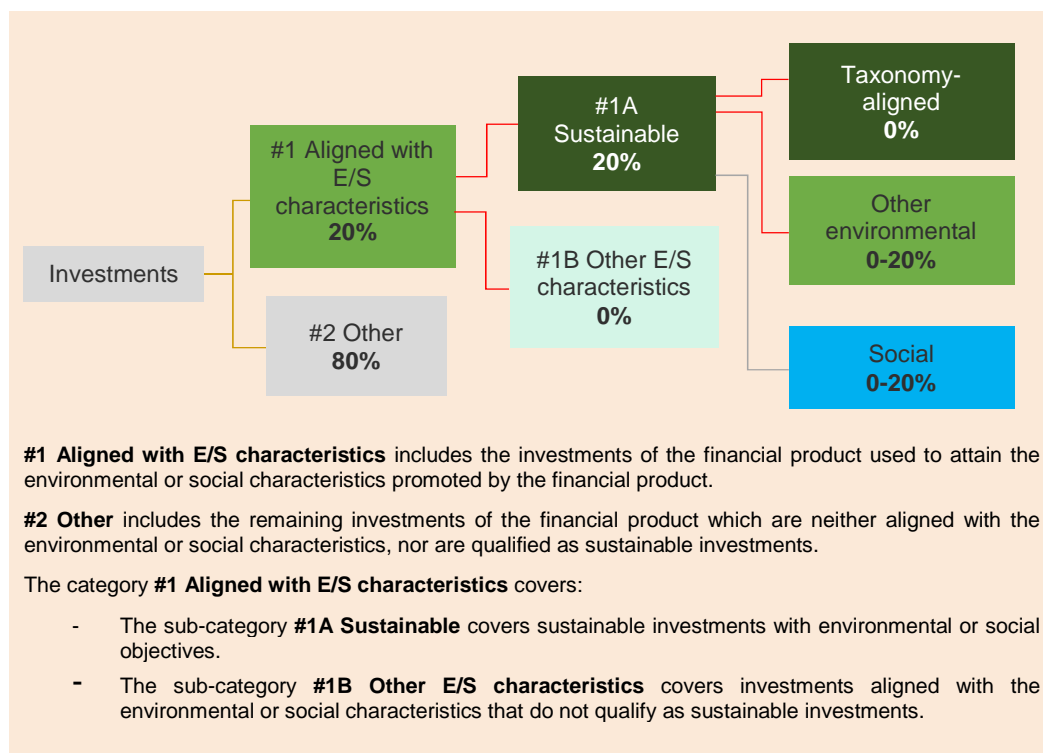 Investments
#1 Aligned with
E/S
characteristics
20%
#2 Other
80%
#1A
Sustainable
20%
#1B Other E/S
characteristics
0%
Taxonomy-
aligned
0%
Other
environmental
0-20%
Social
0-20%
#1 Aligned with E/S characteristics includes the investments of the financial product used to attain the
environmental or social characteristics promoted by the financial product.
#2 Other includes the remaining investments of the financial product which are neither aligned with the
environmental or social characteristics, nor are qualified as sustainable investments.
The category #1 Aligned with E/S characteristics covers:
- The sub-category #1A Sustainable covers sustainable investments with environmental or social
objectives.
- The sub-category #1B Other E/S characteristics covers investments aligned with the
environmental or social characteristics that do not qualify as sustainable investments.